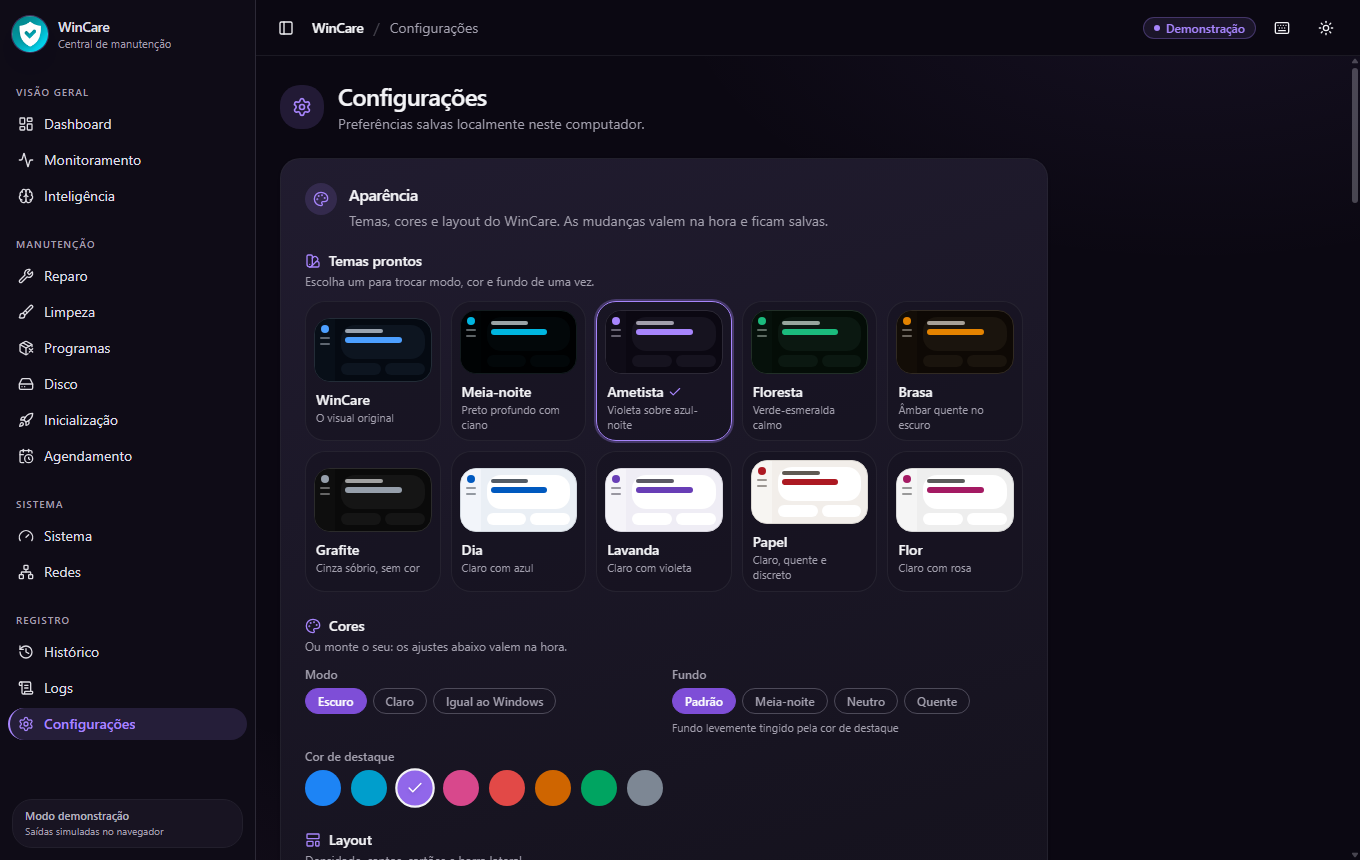 WinCare
Central de manutenção
VISÃO GERAL
Dashboard
Monitoramento
Inteligência
MANUTENÇÃO
Reparo
Limpeza
Programas
Disco
Inicialização
Agendamento
SISTEMA
Sistema
Redes
REGISTRO
Histórico
Logs
Configurações
Modo demonstração
Saídas simuladas no navegador
WinCare / Configurações
Demonstração
Configurações
Preferências salvas localmente neste computador.
Aparência
Temas, cores e layout do WinCare. As mudanças valem na hora e ficam salvas.
Temas prontos
Escolha um para trocar modo, cor e fundo de uma vez.
WinCare
O visual original
Meia-noite
Preto profundo com
ciano
Ametista
Violeta sobre azul-
noite
Floresta
Verde-esmeralda
calmo
Brasa
Âmbar quente no
escuro
Grafite
Cinza sóbrio, sem cor
Dia
Claro com azul
Lavanda
Claro com violeta
Papel
Claro, quente e
discreto
Flor
Claro com rosa
Cores
Ou monte o seu: os ajustes abaixo valem na hora.
Modo
Escuro
Claro
Igual ao Windows
Fundo
Padrão
Meia-noite
Neutro
Quente
Fundo levemente tingido pela cor de destaque
Cor de destaque
Layout